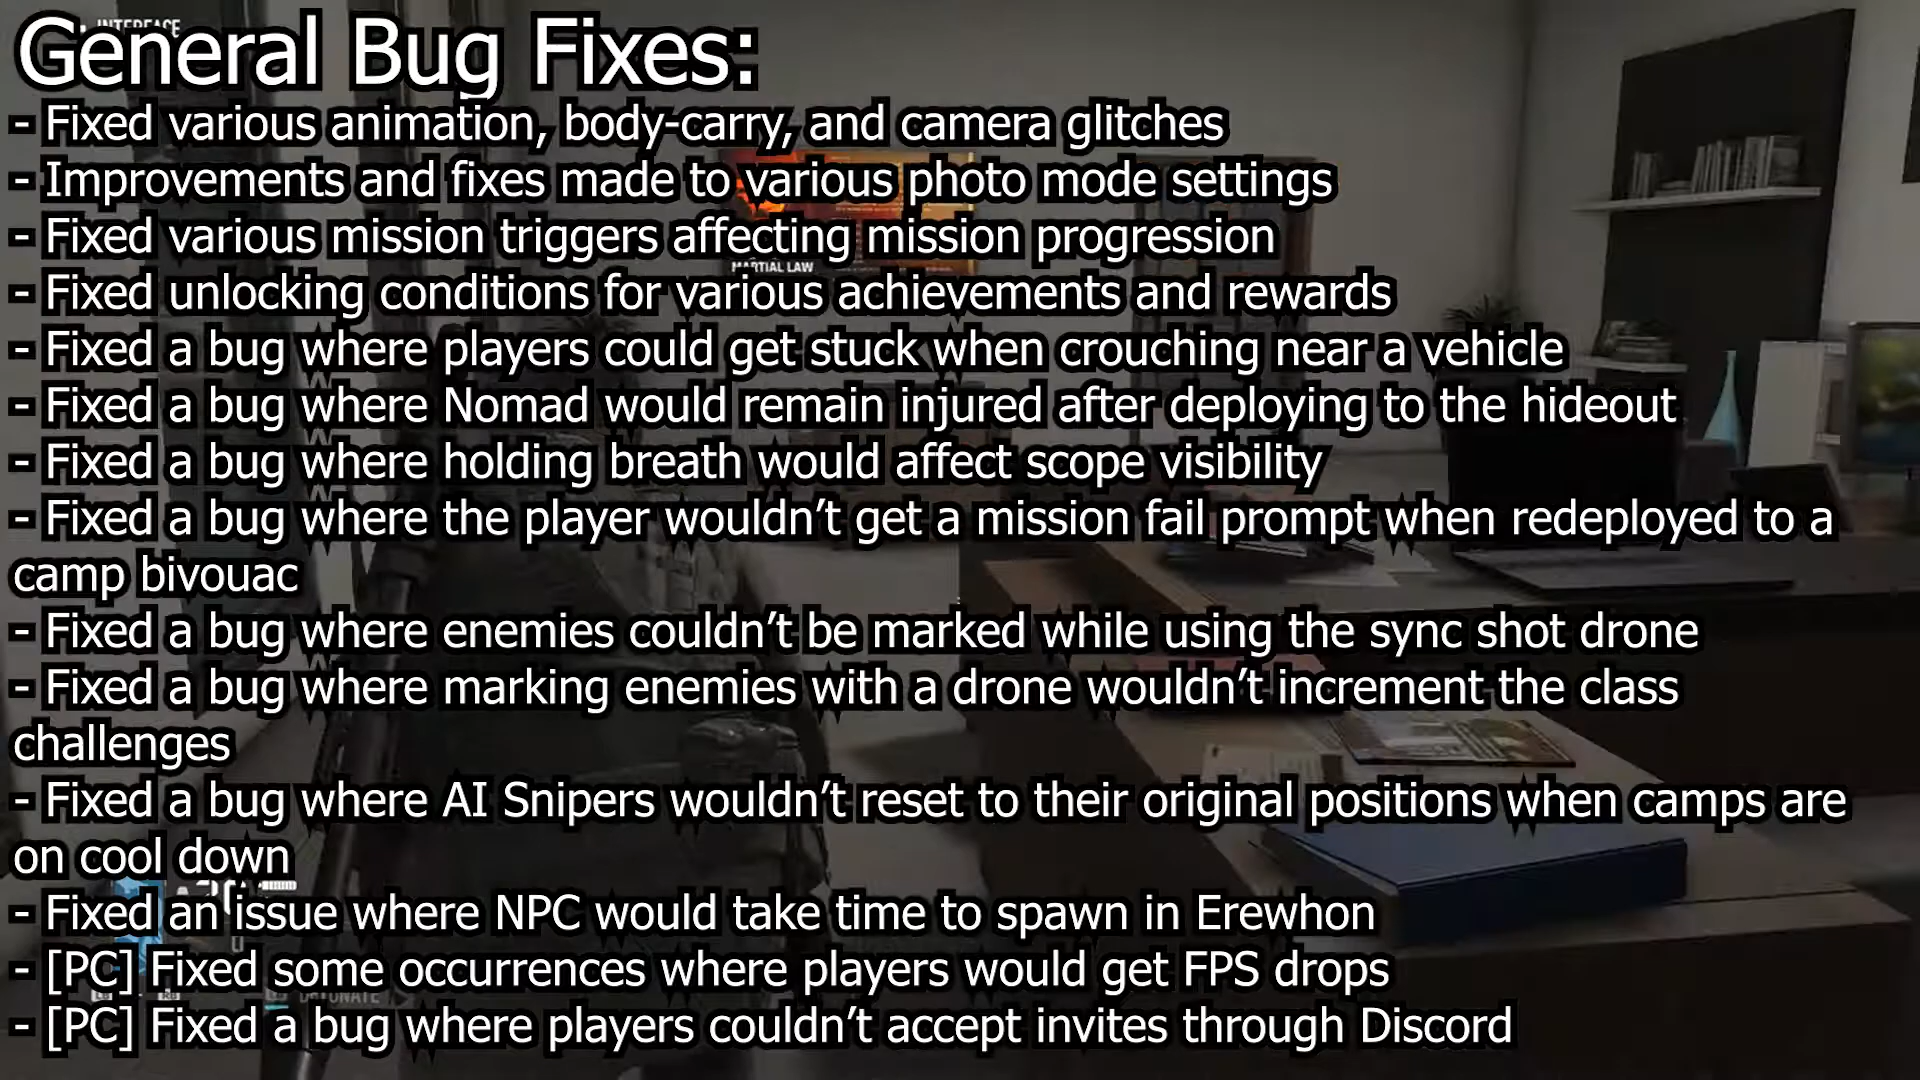 INTERFACE
General Bug Fixes:
- Fixed various animation, body-carry, and camera glitches
- Improvements and fixes made to various photo mode settings
- Fixed various mission triggers affecting mission progression
MARTIAL LAW
- Fixed unlocking conditions for various achievements and rewards
- Fixed a bug where players could get stuck when crouching near a vehicle
- Fixed a bug where Nomad would remain injured after deploying to the hideout
- Fixed a bug where holding breath would affect scope visibility
- Fixed a bug where the player wouldn’t get a mission fail prompt when redeployed to a
camp bivouac
- Fixed a bug where enemies couldn’t be marked while using the sync shot drone
- Fixed a bug where marking enemies with a drone wouldn’t increment the class
challenges
- Fixed a bug where AI Snipers wouldn’t reset to their original positions when camps are
on cool down
- Fixed an issue where NPC would take time to spawn in Erewhon
- [PC] Fixed some occurrences where players would get FPS drops
LB RB DETONATE
- [PC] Fixed a bug where players couldn’t accept invites through Discord